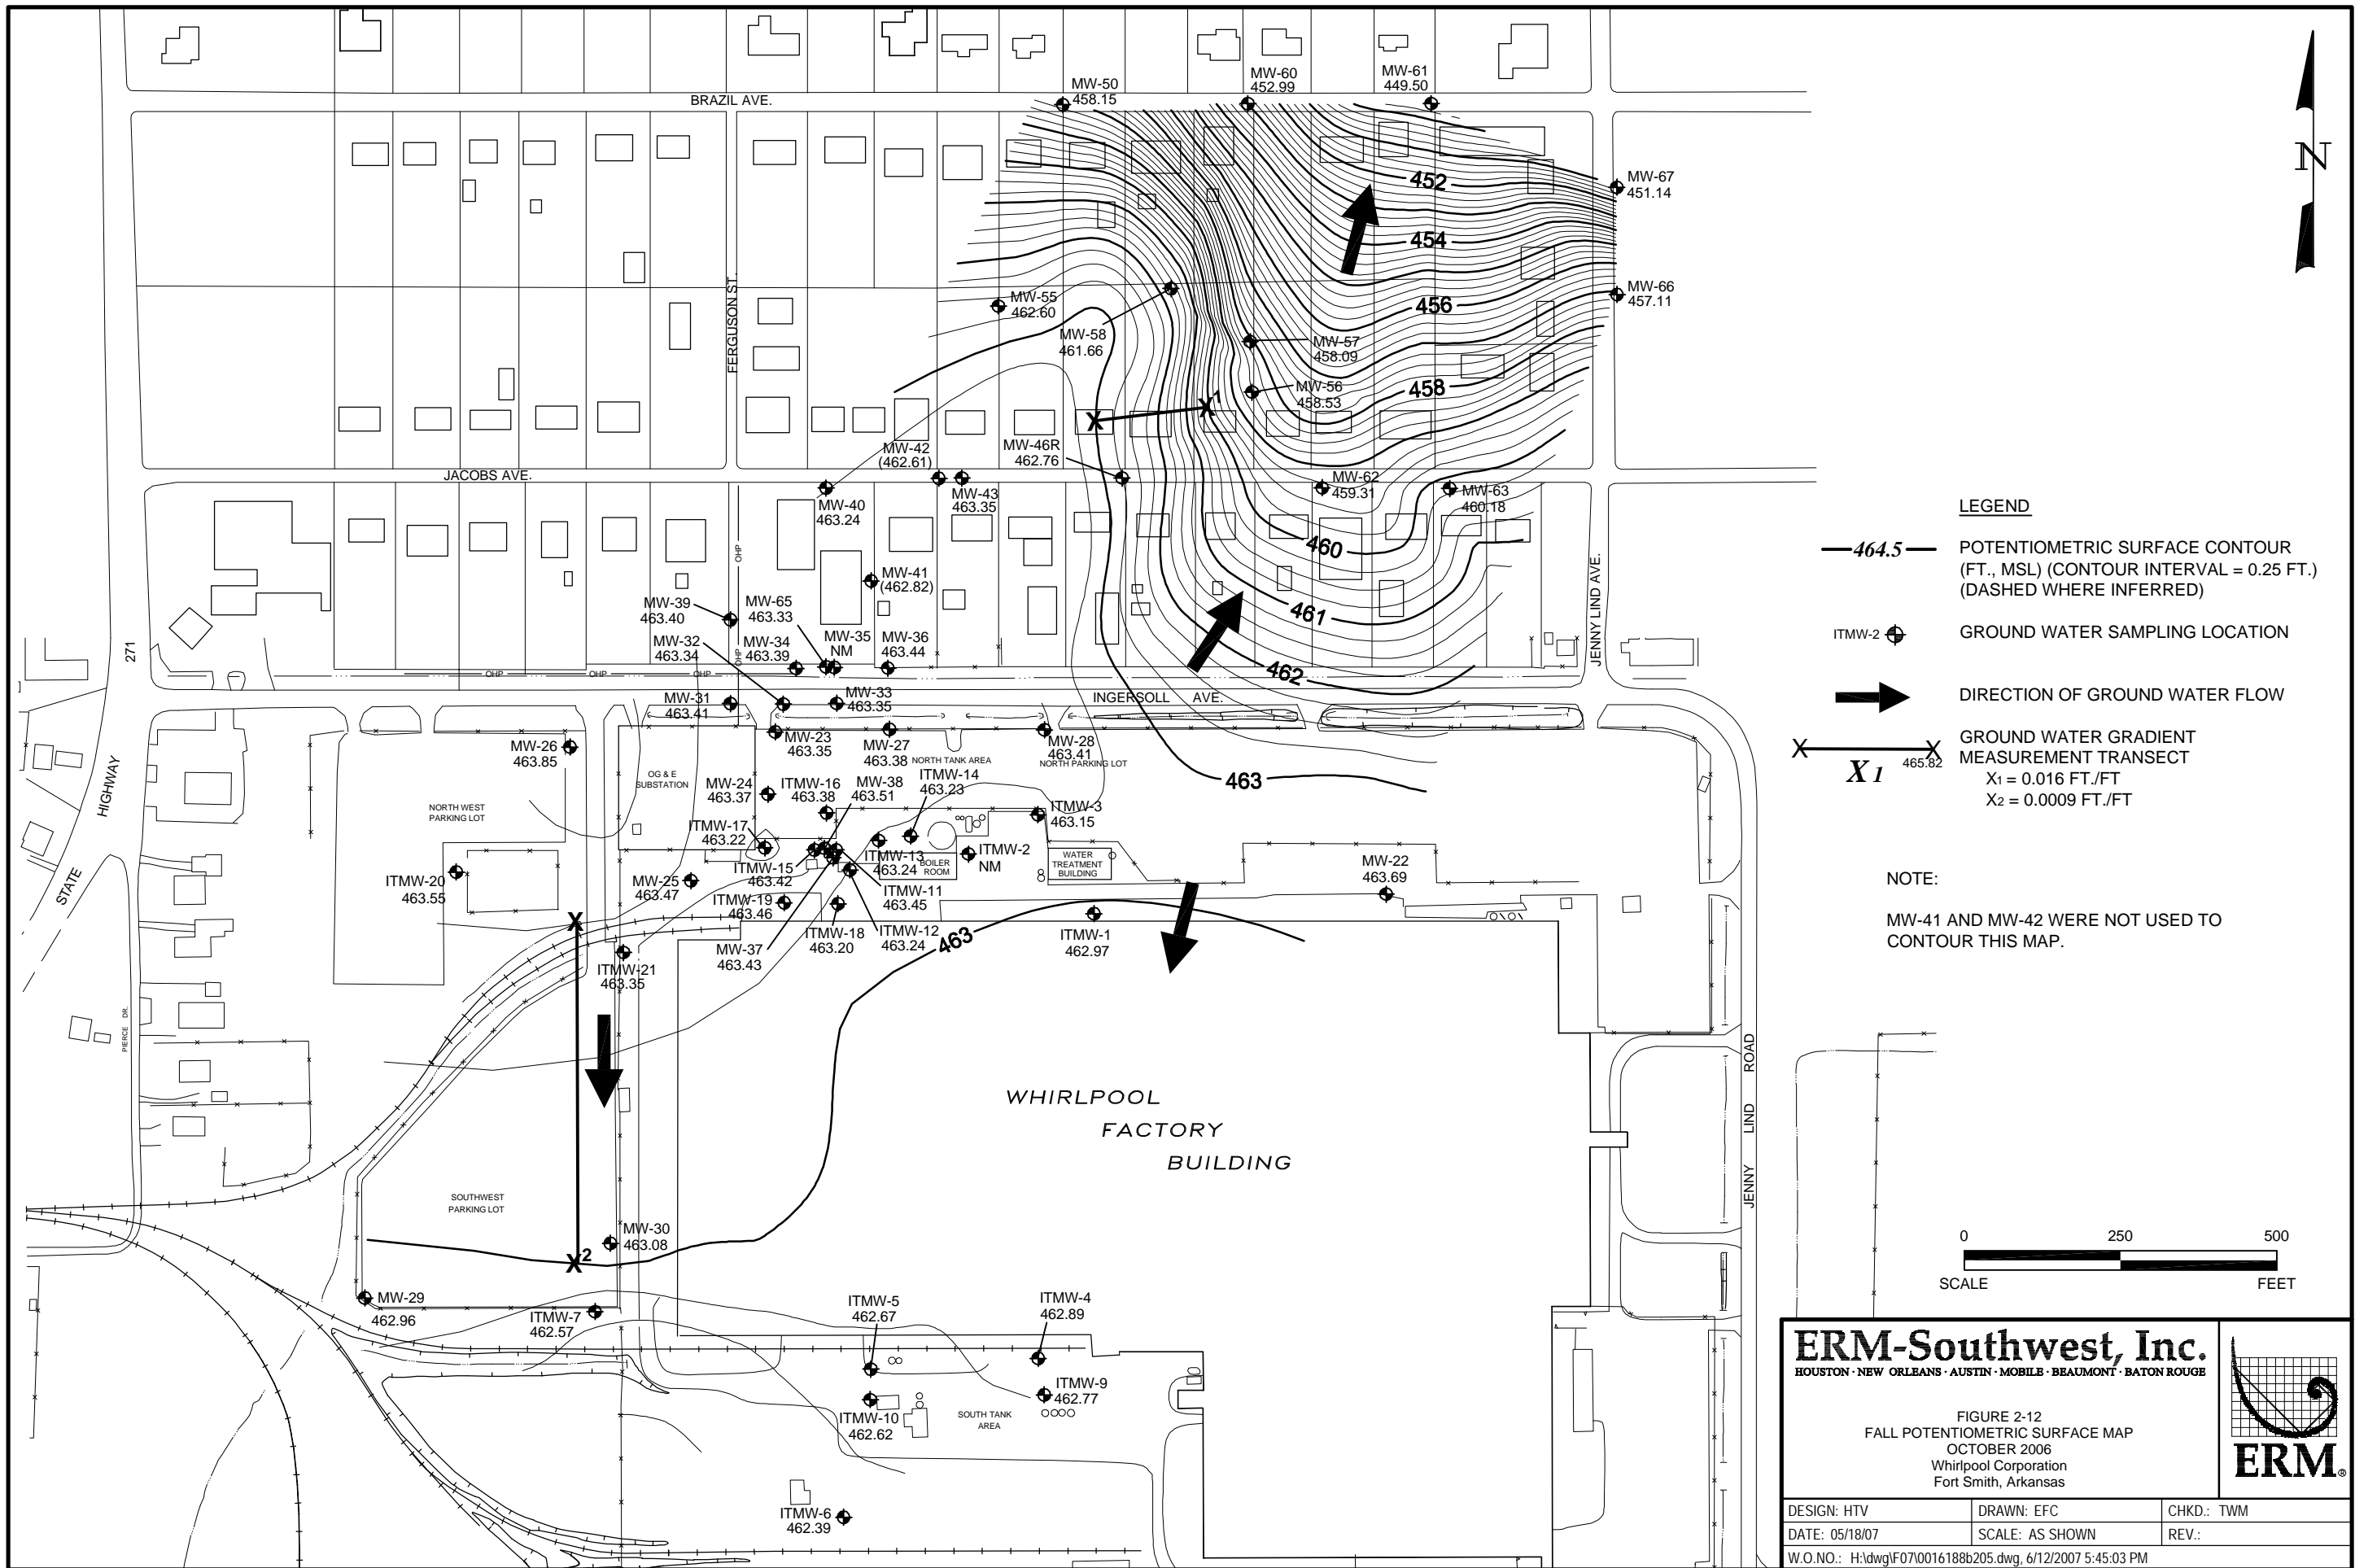 MW-50
458.15
MW-60
452.99
MW-61
449.50
BRAZIL AVE.
MW-67
451.14
N
452
454
456
458
MW-66
457.11
MW-55
462.60
MW-58
461.66
MW-57
458.09
MW-56
458.53
FERGUSON ST.
X
X1
MW-42
(462.61)
MW-46R
462.76
JACOBS AVE.
MW-40
463.24
MW-43
463.35
MW-62
459.31
MW-63
460.18
460
461
462
463
OHP
OHP
MW-41
(462.82)
MW-39
463.40
MW-65
463.33
MW-32
463.34
MW-34
463.39
MW-35
NM
MW-36
463.44
271
OHP
OHP
OHP
JENNY LIND AVE.
INGERSOLL AVE.
MW-31
463.41
MW-33
463.35
MW-26
463.85
MW-23
463.35
MW-27
463.38
MW-28
463.41
NORTH TANK AREA
NORTH PARKING LOT
OG & E
SUBSTATION
MW-24
463.37
ITMW-16
463.38
MW-38
463.51
ITMW-14
463.23
ITMW-3
463.15
NORTH WEST
PARKING LOT
STATE HIGHWAY
ITMW-17
463.22
ITMW-15
463.42
ITMW-13
463.24
BOILER
ROOM
ITMW-2
NM
WATER
TREATMENT
BUILDING
MW-22
463.69
ITMW-20
463.55
MW-25
463.47
ITMW-19
463.46
ITMW-11
463.45
ITMW-18
463.20
ITMW-12
463.24
MW-37
463.43
463
ITMW-1
462.97
X
ITMW-21
463.35
PIERCE DR.
WHIRLPOOL
FACTORY
BUILDING
JENNY LIND ROAD
SOUTHWEST
PARKING LOT
MW-30
463.08
X2
MW-29
462.96
ITMW-7
462.57
ITMW-5
462.67
ITMW-4
462.89
ITMW-9
462.77
ITMW-10
462.62
SOUTH TANK
AREA
ITMW-6
462.39
LEGEND
464.5
POTENTIOMETRIC SURFACE CONTOUR
(FT., MSL) (CONTOUR INTERVAL = 0.25 FT.)
(DASHED WHERE INFERRED)
ITMW-2
GROUND WATER SAMPLING LOCATION
DIRECTION OF GROUND WATER FLOW
X X
X1
465.82
GROUND WATER GRADIENT
MEASUREMENT TRANSECT
X1 = 0.016 FT./FT
X2 = 0.0009 FT./FT
NOTE:
MW-41 AND MW-42 WERE NOT USED TO
CONTOUR THIS MAP.
0 250 500
SCALE FEET
ERM-Southwest, Inc.
HOUSTON · NEW ORLEANS · AUSTIN · MOBILE · BEAUMONT · BATON ROUGE
FIGURE 2-12
FALL POTENTIOMETRIC SURFACE MAP
OCTOBER 2006
Whirlpool Corporation
Fort Smith, Arkansas
ERM®
DESIGN: HTV
DRAWN: EFC
CHKD.: TWM
DATE: 05/18/07
SCALE: AS SHOWN
REV.:
W.O.NO.: H:\dwg\F07\0016188b205.dwg, 6/12/2007 5:45:03 PM